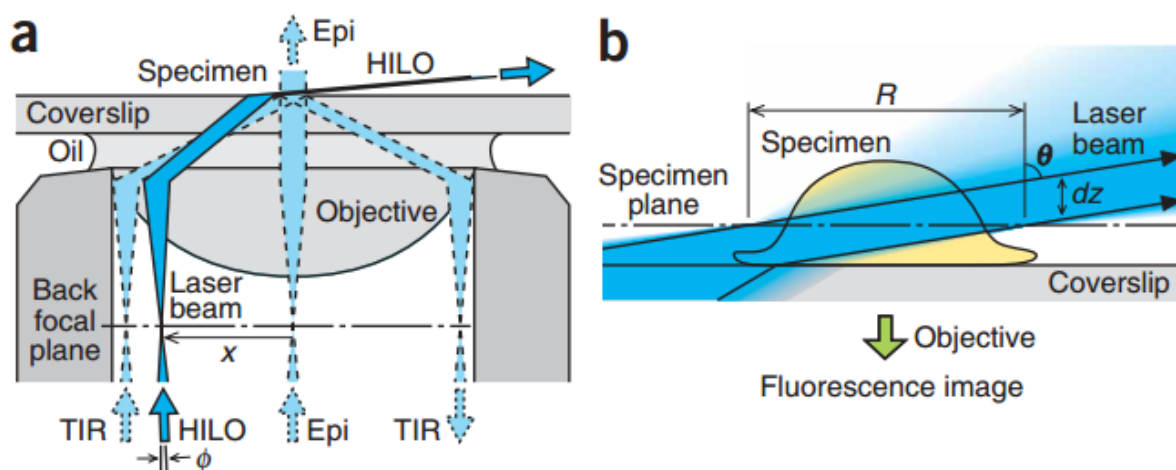 a
Epi
Specimen
HILO
Coverslip
Oil
Objective
Laser
beam
Back
focal
plane
x
TIR
HILO
Epi
TIR
ϕ
b
R
Specimen
Laser
beam
θ
Specimen
plane
dz
Coverslip
Objective
Fluorescence image